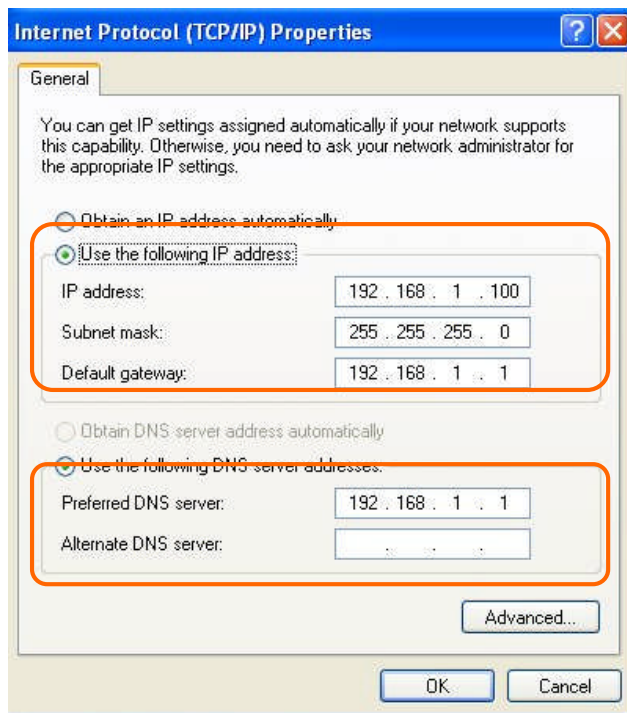 Internet Protocol (TCP/IP) Properties
General
You can get IP settings assigned automatically if your network supports
this capability. Otherwise, you need to ask your network administrator for
the appropriate IP settings.
Obtain an IP address automatically
Use the following IP address:
IP address: 192 . 168 . 1 . 100
Subnet mask: 255 . 255 . 255 . 0
Default gateway: 192 . 168 . 1 . 1
Obtain DNS server address automatically
Use the following DNS server addresses:
Preferred DNS server: 192 . 168 . 1 . 1
Alternate DNS server: . . .
Advanced...
OK Cancel